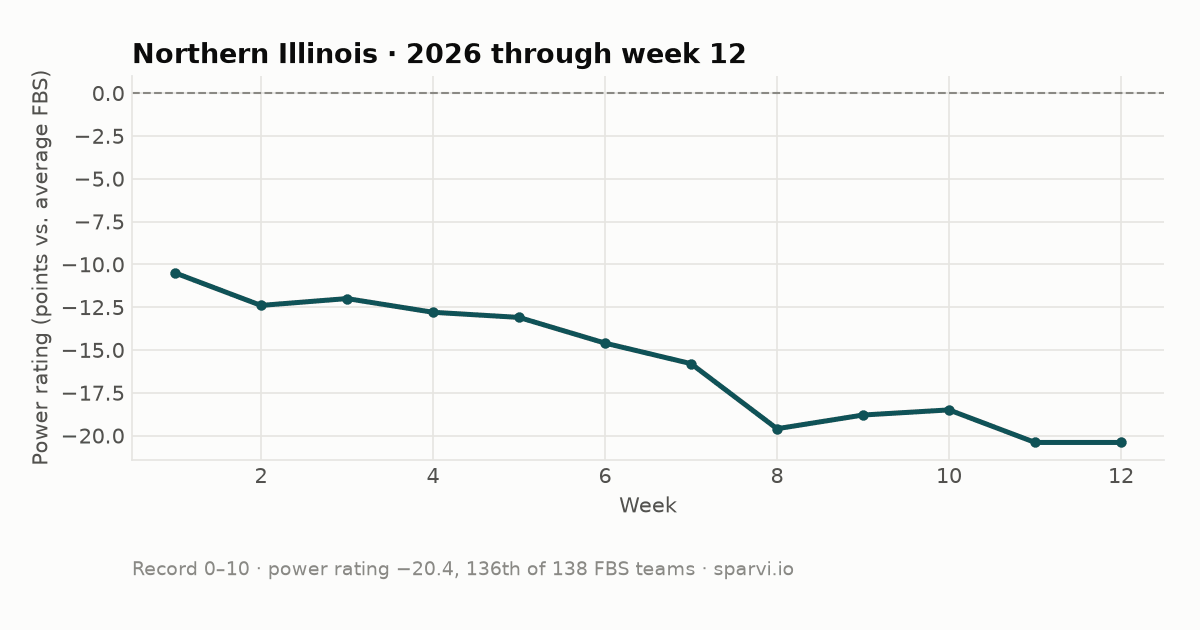 Northern Illinois · 2026 through week 12
Power rating (points vs. average FBS)
0.0
−2.5
−5.0
−7.5
−10.0
−12.5
−15.0
−17.5
−20.0
2 4 6 8 10 12
Week
Record 0–10 · power rating −20.4, 136th of 138 FBS teams · sparvi.io